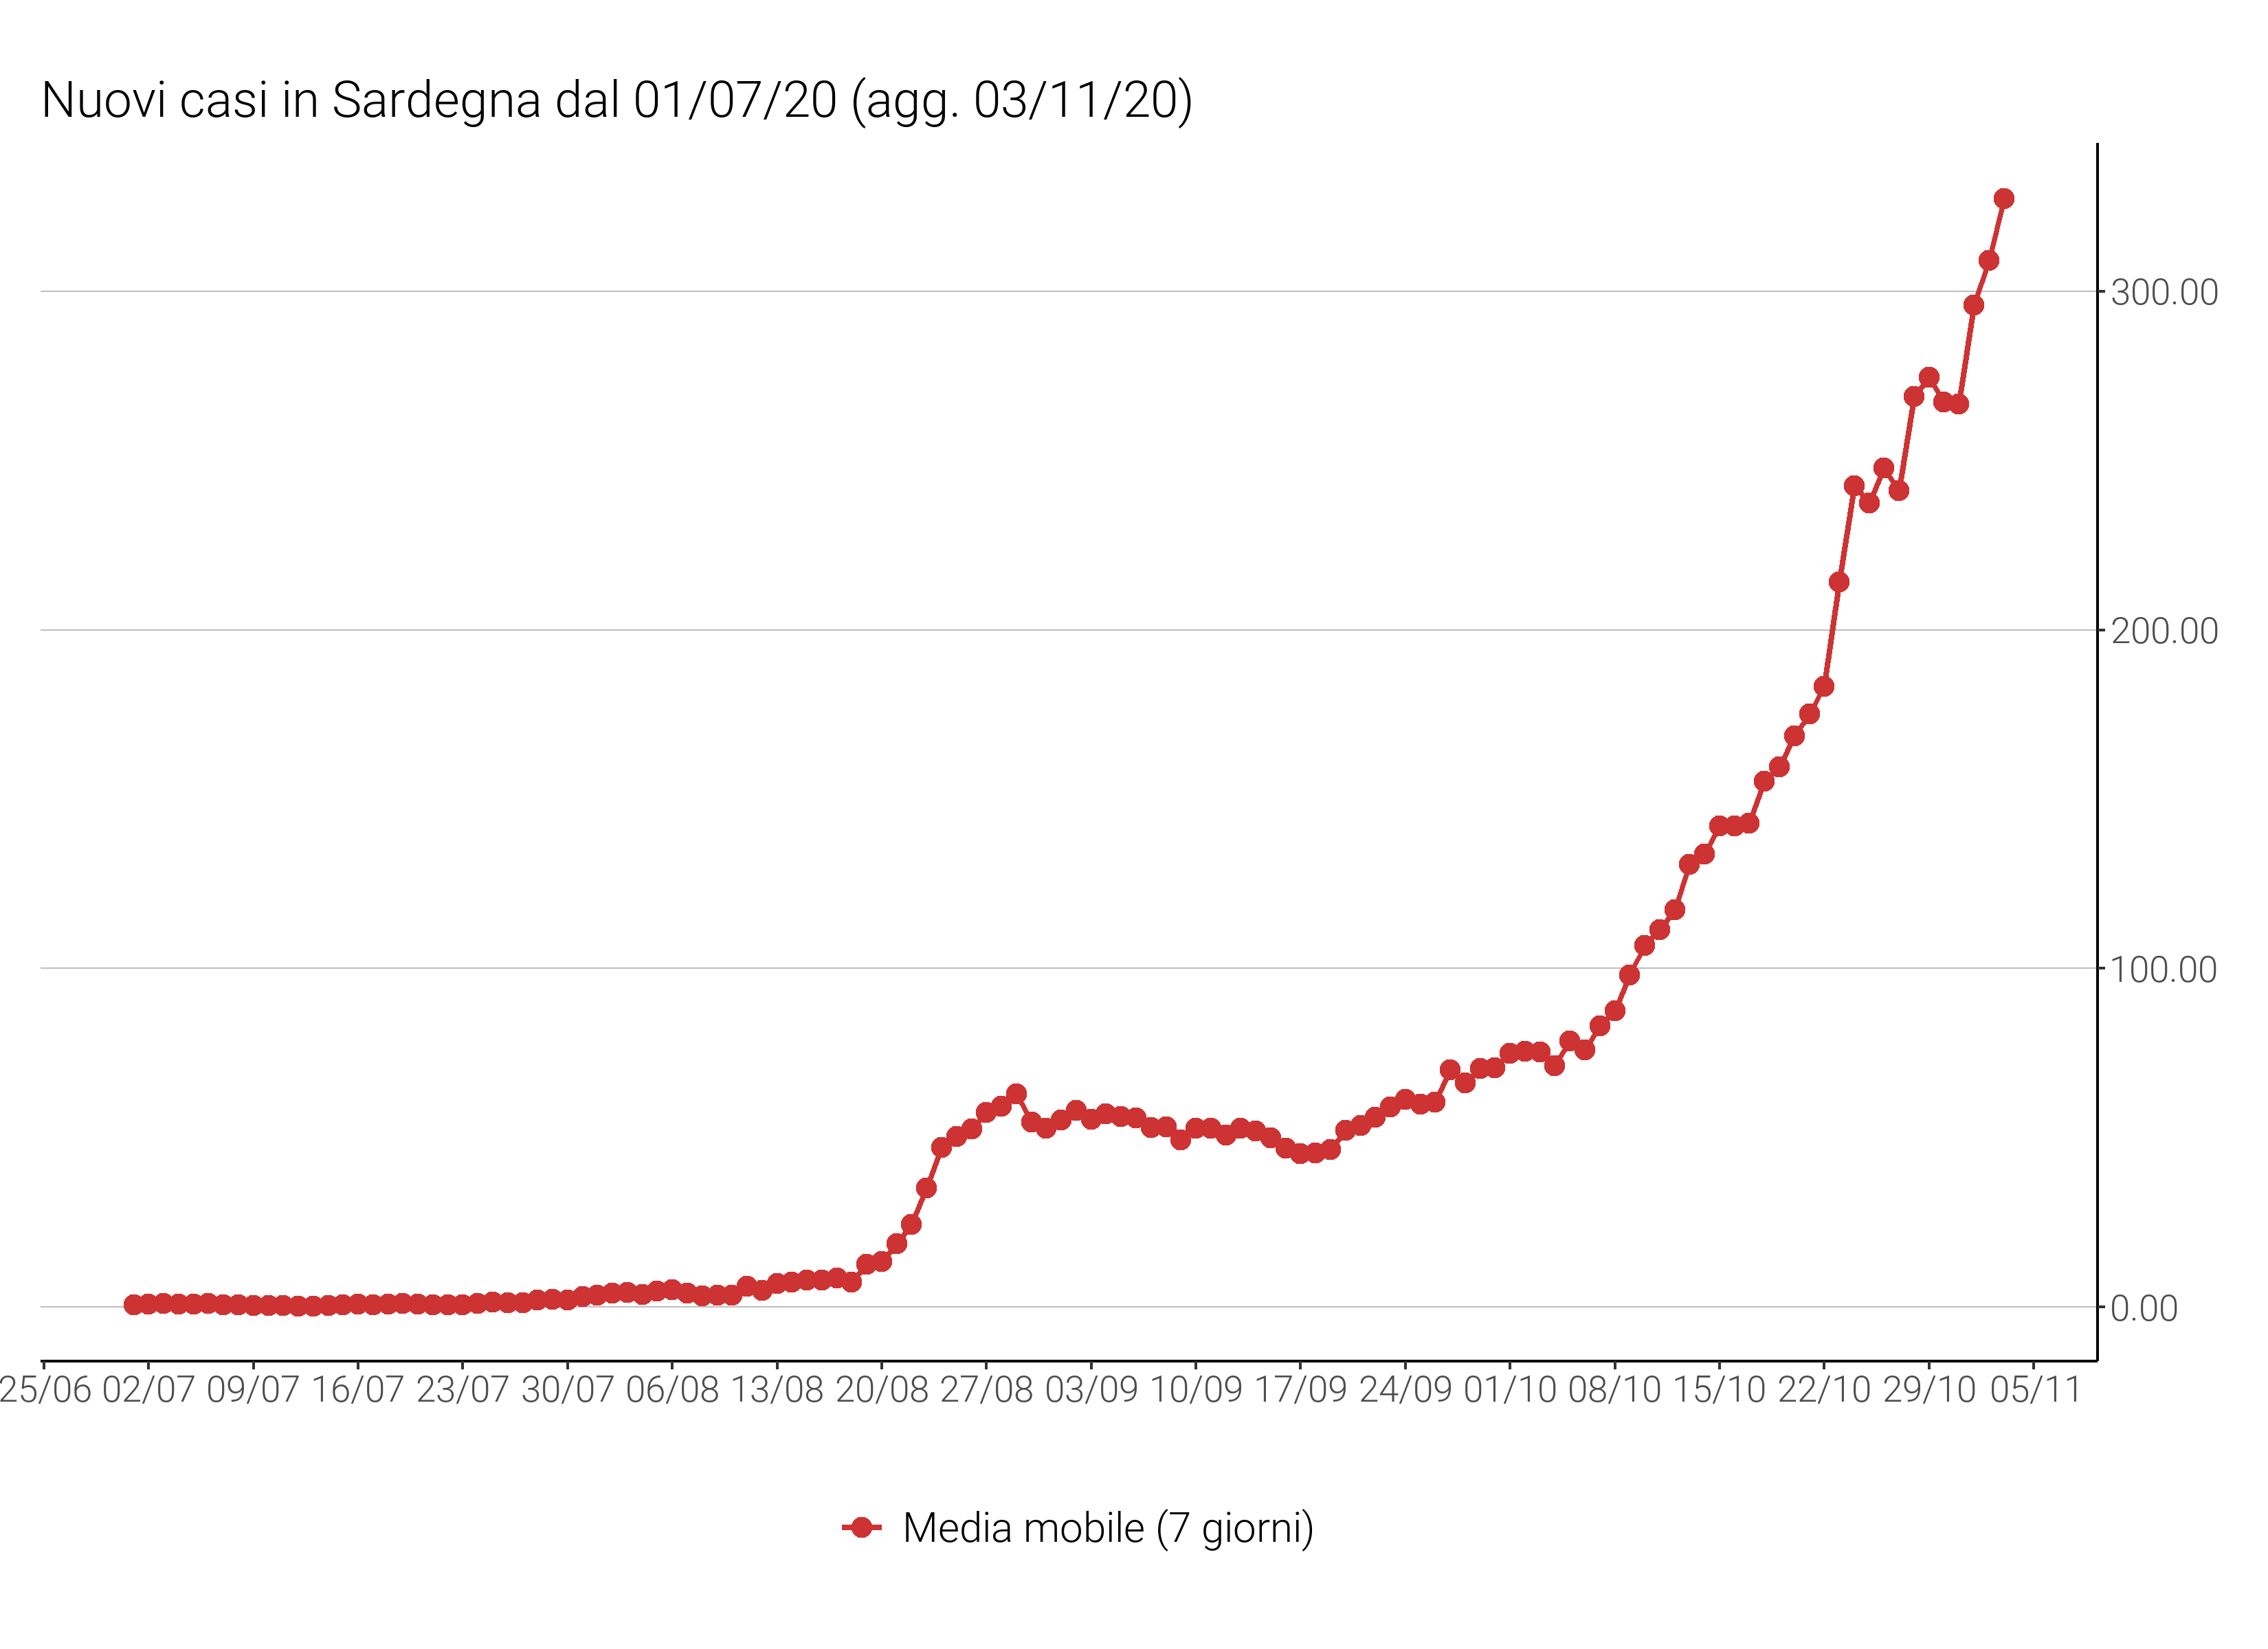 Nuovi casi in Sardegna dal 01/07/20 (agg. 03/11/20)
300.00
200.00
100.00
0.00
25/06 02/07 09/07 16/07 23/07 30/07 06/08 13/08 20/08 27/08 03/09 10/09 17/09 24/09 01/10 08/10 15/10 22/10 29/10 05/11
Media mobile (7 giorni)